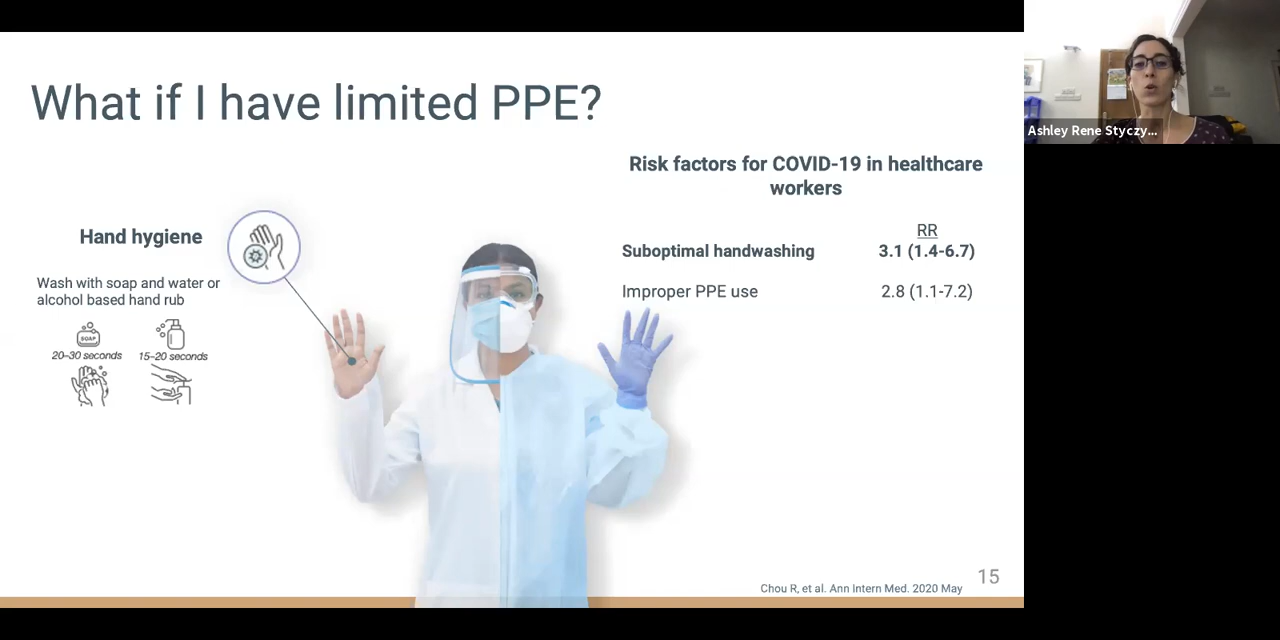 What if I have limited PPE?
Ashley Rene Styczy...
Risk factors for COVID-19 in healthcare
workers
Hand hygiene
RR
Suboptimal handwashing 3.1 (1.4-6.7)
Wash with soap and water or
alcohol based hand rub
Improper PPE use 2.8 (1.1-7.2)
SOAP
20–30 seconds 15–20 seconds
15
Chou R, et al. Ann Intern Med. 2020 May